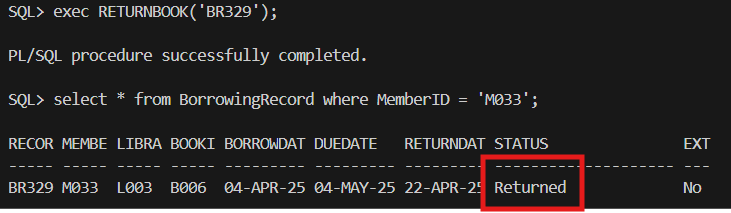 SQL> exec RETURNBOOK('BR329');
PL/SQL procedure successfully completed.
SQL> select * from BorrowingRecord where MemberID = 'M033';
RECOR MEMBE LIBRA BOOKI BORROWDAT DUEDATE   RETURNDAT STATUS               EXT
----- ----- ----- ----- --------- --------- --------- -------------------- ---
BR329 M033  L003  B006  04-APR-25 04-MAY-25 22-APR-25 Returned             No